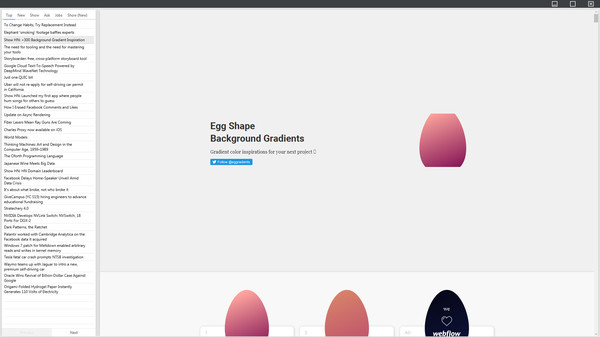 Top New Show Ask Jobs Show (New)
To Change Habits, Try Replacement Instead
Elephant 'smoking' footage baffles experts
Show HN: +300 Background Gradient Inspiration
The need for tooling and the need for mastering
your tools
Storyboarder: free, cross-platform storyboard tool
Google Cloud Text-To-Speech Powered by
DeepMind WaveNet Technology
Just one QUIC bit
Uber will not re-apply for self-driving car permit
in California
Show HN: Launched my first app where people
hum songs for others to guess
How I Erased Facebook Comments and Likes
Update on Async Rendering
Fiber Lasers Mean Ray Guns Are Coming
Charles Proxy now available on iOS
World Models
Thinking Machines: Art and Design in the
Computer Age, 1959–1989
The Dhoth Programming Language
Japanese Wine Meets Big Data
Show HN: HN Domain Leaderboard
Facebook Delays Home-Speaker Unveil Amid
Data Crisis
It's about what broke, not who broke it
GiveCampus (YC S15) hiring engineers to advance
educational fundraising
Stratechery 4.0
NVIDIA Develops NVLink Switch: NVSwitch, 18
Ports For DGX-2
Dark Patterns, the Ratchet
Palantir worked with Cambridge Analytica on the
Facebook data it acquired
Windows 7 patch for Meltdown enabled arbitrary
reads and writes in kernel memory
Tesla fatal car crash prompts NTSB investigation
Waymo teams up with Jaguar to intro a new,
premium self-driving car
Oracle Wins Revival of Billion-Dollar Case Against
Google
Origami-Folded Hydrogel Paper Instantly
Generates 110 Volts of Electricity
Next
Egg Shape
Background Gradients
Gradient color inspirations for your next project
Follow
we
webflow